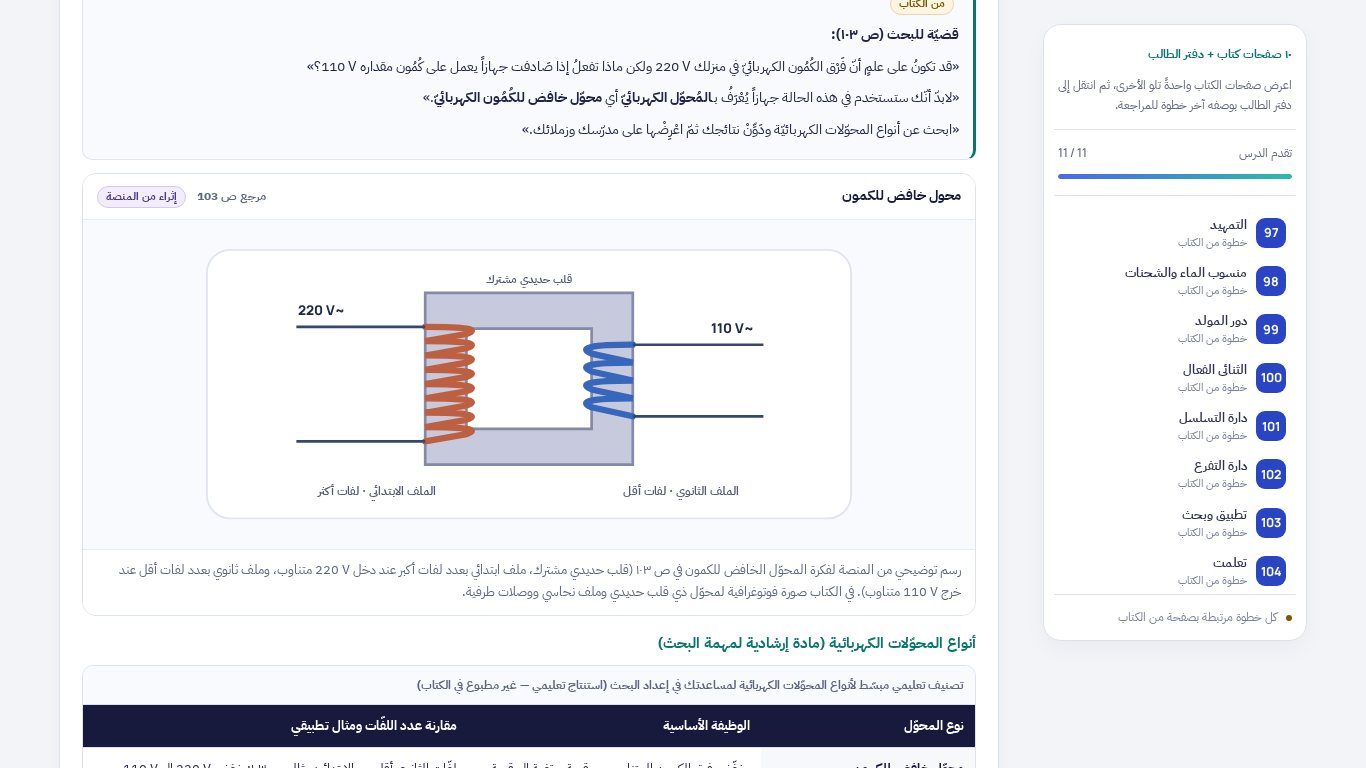 من الكتاب
قضيّة للبحث (ص ١٠٣):
«قد تكونُ على علمٍ أنّ فَرْق الكُمُون الكهربائيّ في منزلك 220 V ولكن ماذا تفعلُ إذا صَادفت جهازاً يعمل على كُمُون مقداره 110 V؟»
«لابدّ أنّك ستستخدم في هذه الحالة جهازاً يُعْرَفُ بـالمُحوّل الكهربائيّ أي محوّل خافض للكُمُون الكهربائيّ.»
«ابحث عن أنواع المحوّلات الكهربائيّة ودَوِّنْ نتائجك ثمّ اعْرِضْها على مدرّسك وزملائك.»
محول خافض للكمون
مرجع ص 103
إثراء من المنصة
قلب حديدي مشترك
220 V~
110 V~
الملف الثانوي · لفات أقل
الملف الابتدائي · لفات أكثر
رسم توضيحي من المنصة لفكرة المحوّل الخافض للكمون في ص ١٠٣ (قلب حديدي مشترك، ملف ابتدائي بعدد لفات أكبر عند دخل 220 V متناوب، وملف ثانوي بعدد لفات أقل عند
خرج 110 V متناوب). في الكتاب صورة فوتوغرافية لمحوّل ذي قلب حديدي وملف نحاسي ووصلات طرفية.
أنواع المحوّلات الكهربائية (مادة إرشادية لمهمة البحث)
تصنيف تعليمي مبسّط لأنواع المحوّلات الكهربائية لمساعدتك في إعداد البحث (استنتاج تعليمي — غير مطبوع في الكتاب)
نوع المحوّل
الوظيفة الأساسية
مقارنة عدد اللفّات ومثال تطبيقي
١٠ صفحات كتاب + دفتر الطالب
اعرض صفحات الكتاب واحدةً تلو الأخرى، ثم انتقل إلى
دفتر الطالب بوصفه آخر خطوة للمراجعة.
تقدم الدرس
11 / 11
97
التمهيد
خطوة من الكتاب
98
منسوب الماء والشحنات
خطوة من الكتاب
99
دور المولد
خطوة من الكتاب
100
الثنائي الفعال
خطوة من الكتاب
101
دارة التسلسل
خطوة من الكتاب
102
دارة التفرع
خطوة من الكتاب
103
تطبيق وبحث
خطوة من الكتاب
104
تعلمت
خطوة من الكتاب
كل خطوة مرتبطة بصفحة من الكتاب